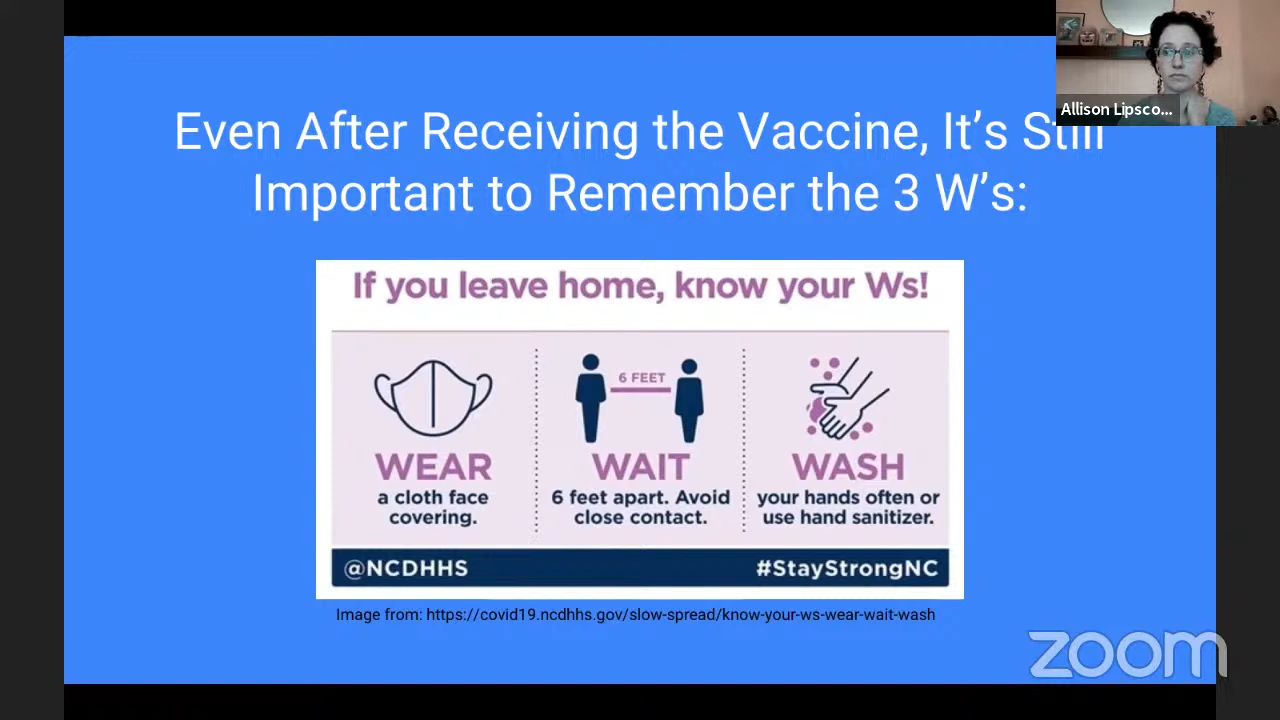 Allison Lipsco...
Even After Receiving the Vaccine, It's Still
Important to Remember the 3 W's:
If you leave home, know your Ws!
6 FEET
WEAR
a cloth face
covering.
WAIT
6 feet apart. Avoid
close contact.
WASH
your hands often or
use hand sanitizer.
@NCDHHS
#StayStrongNC
Image from: https://covid19.ncdhhs.gov/slow-spread/know-your-ws-wear-wait-wash
zoom